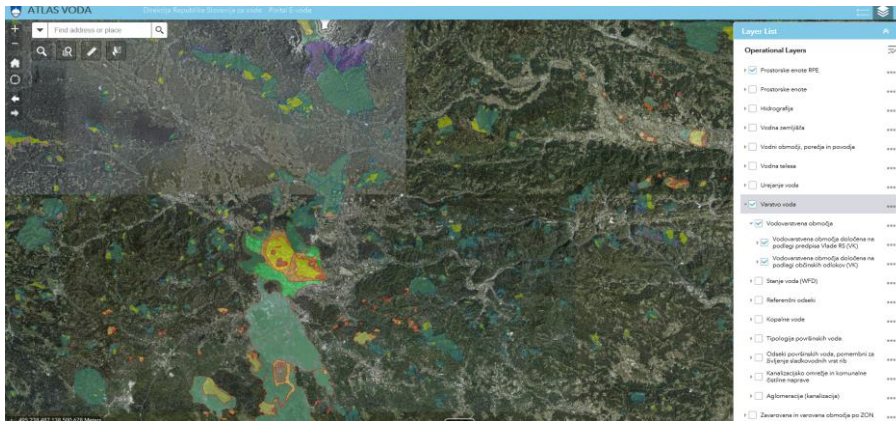 ATLAS VODA
Direkcija Republike Slovenije za vode
Portal E-vode
Find address or place
Layer List
Operational Layers
Prostorske enote RPE
Prostorske enote
Hidrografija
Vodna zemljišča
Vodni območji, porečja in povodja
Vodna telesa
Urejanje voda
Varstvo voda
Vodovarstvena območja
Vodovarstvena območja določena na
podlagi predpisa Vlade RS (VK)
Vodovarstvena območja določena na
podlagi občinskih odlokov (VK)
Stanje voda (WFD)
Referenčni odseki
Kopalne vode
Tipologije površinskih voda
Odseki površinskih voda, pomembni za
življenje sladkovodnih vrst rib
Kanalizacijsko omrežje in komunalne
čistilne naprave
Aglomeracije (kanalizacija)
Zavarovana in varovana območja po ZON